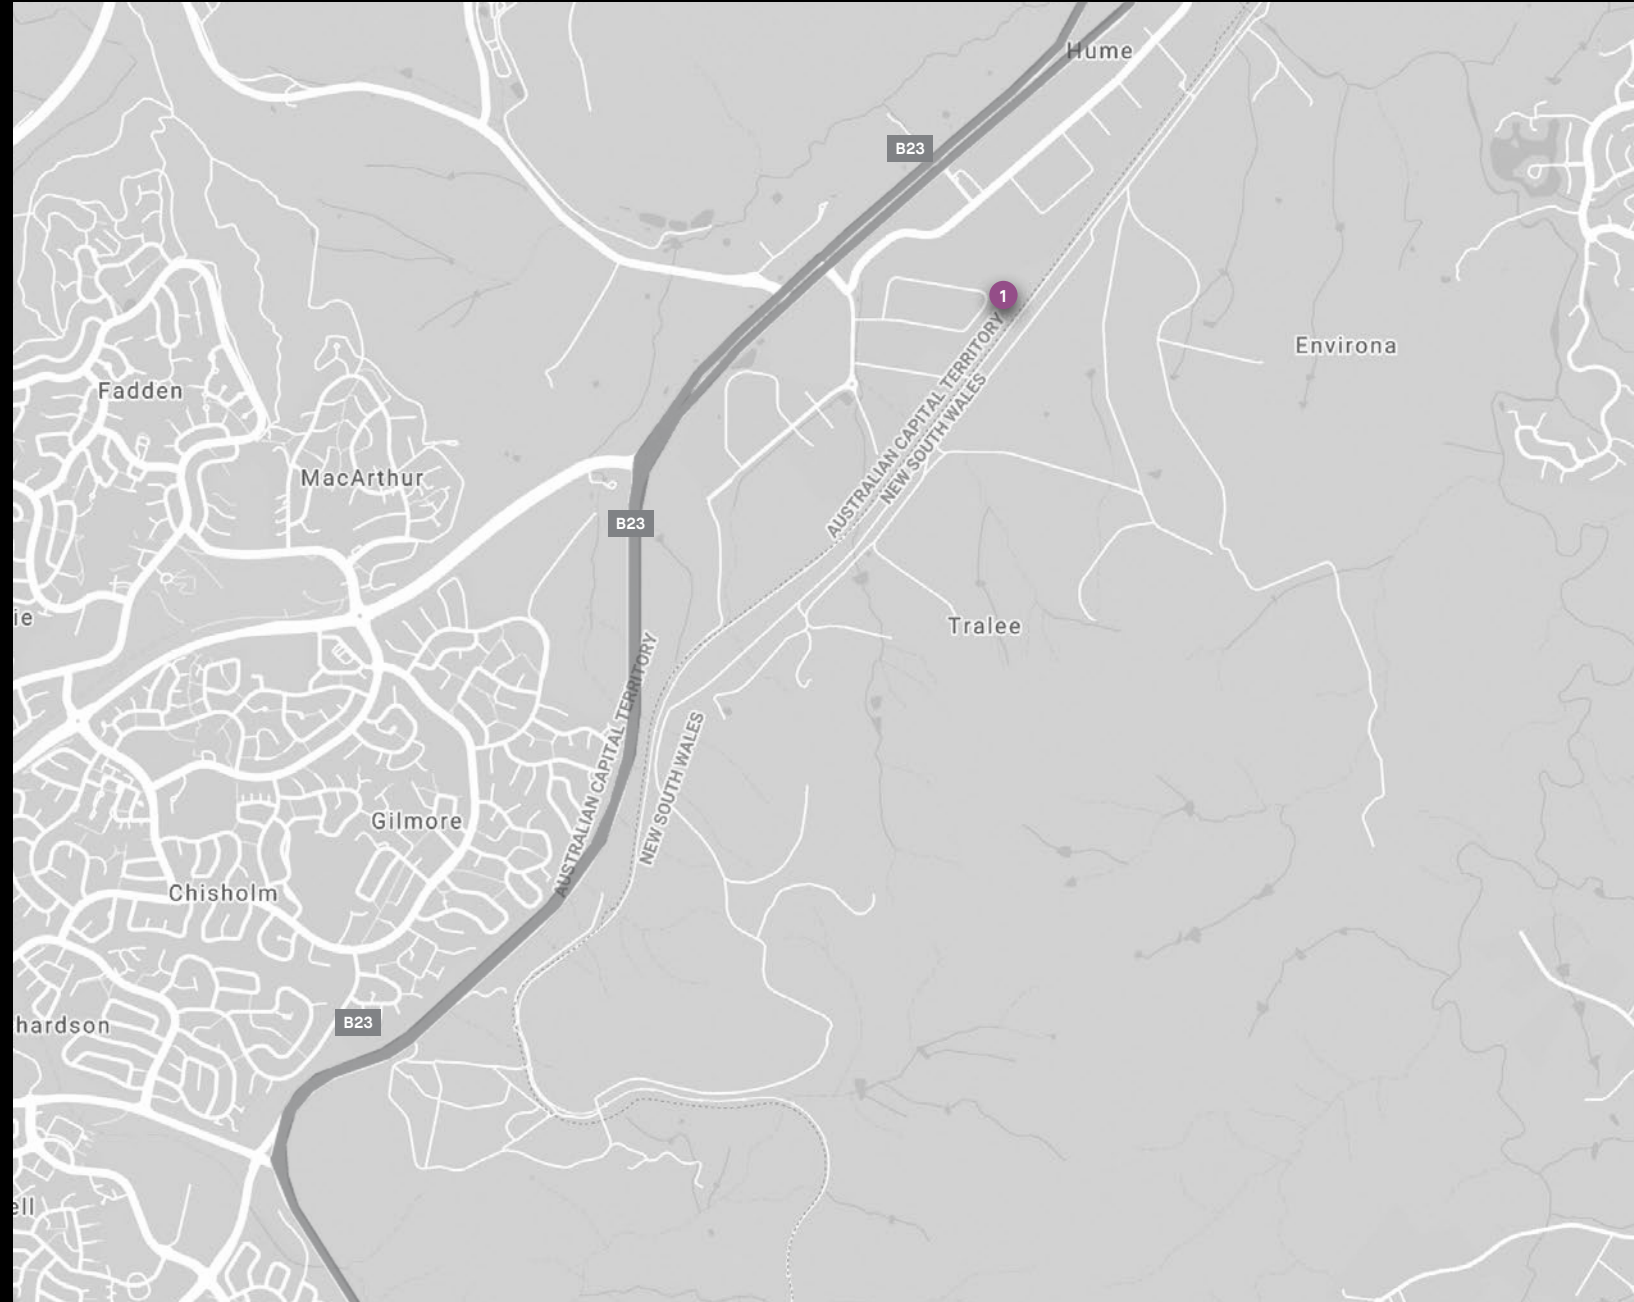 Hume
B23
1
Environa
Fadden
AUSTRALIAN CAPITAL TERRITORY
NEW SOUTH WALES
MacArthur
B23
ie
Tralee
AUSTRALIAN CAPITAL TERRITORY
NEW SOUTH WALES
Gilmore
Chisholm
B23
hardson
ell